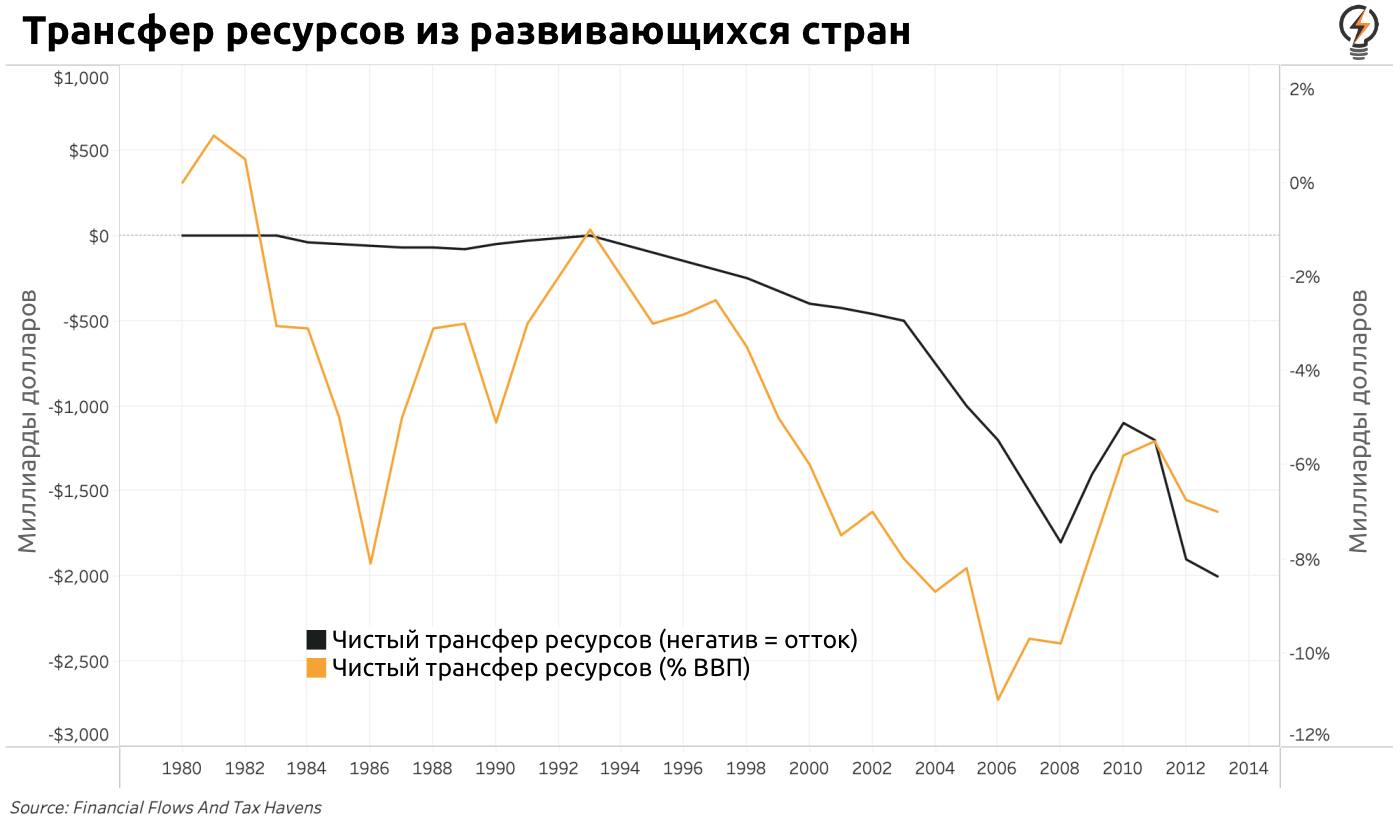 Трансфер ресурсов из развивающихся стран
$1,000
$500
$0
-$500
-$1,000
-$1,500
-$2,000
-$2,500
-$3,000
Миллиарды долларов
2%
0%
-2%
-4%
-6%
-8%
-10%
-12%
Миллиарды долларов
Чистый трансфер ресурсов (негатив = отток)
Чистый трансфер ресурсов (% ВВП)
1980 1982 1984 1986 1988 1990 1992 1994 1996 1998 2000 2002 2004 2006 2008 2010 2012 2014
Source: Financial Flows And Tax Havens